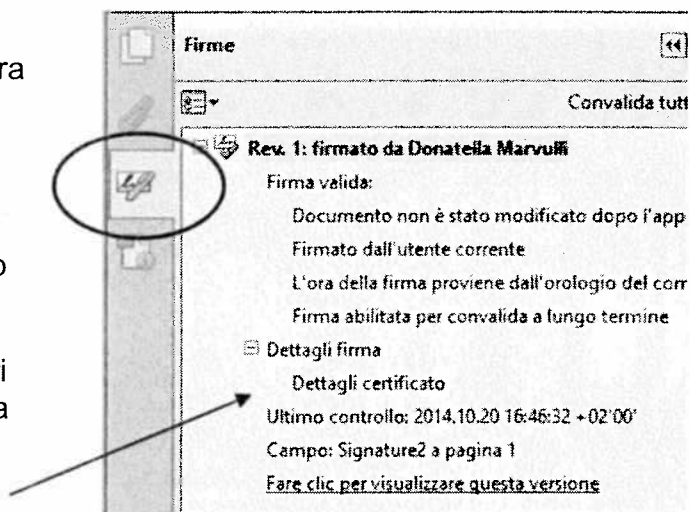 ra
o
i
a
Firme
Convalida tutt
Rev. 1: firmato da Donatella Marvulli
Firma valida:
Documento non è stato modificato dopo l'app
Firmato dall'utente corrente
L'ora della firma proviene dall'orologio del com
Firma abilitata per convalida a lungo termine
Dettagli firma
Dettagli certificato
Ultimo controllo: 2014.10.20 16:46:32 +02'00'
Campo: Signature2 a pagina 1
Fare clic per visualizzare questa versione